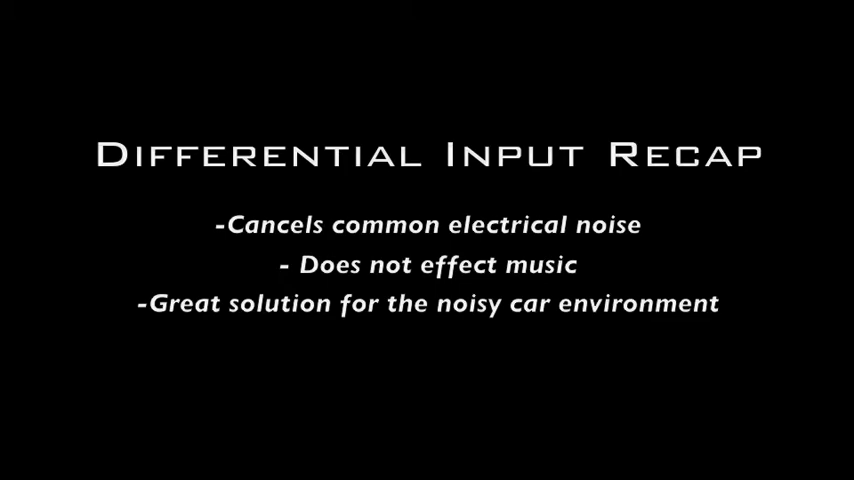 Differential Input Recap
-Cancels common electrical noise
- Does not effect music
-Great solution for the noisy car environment